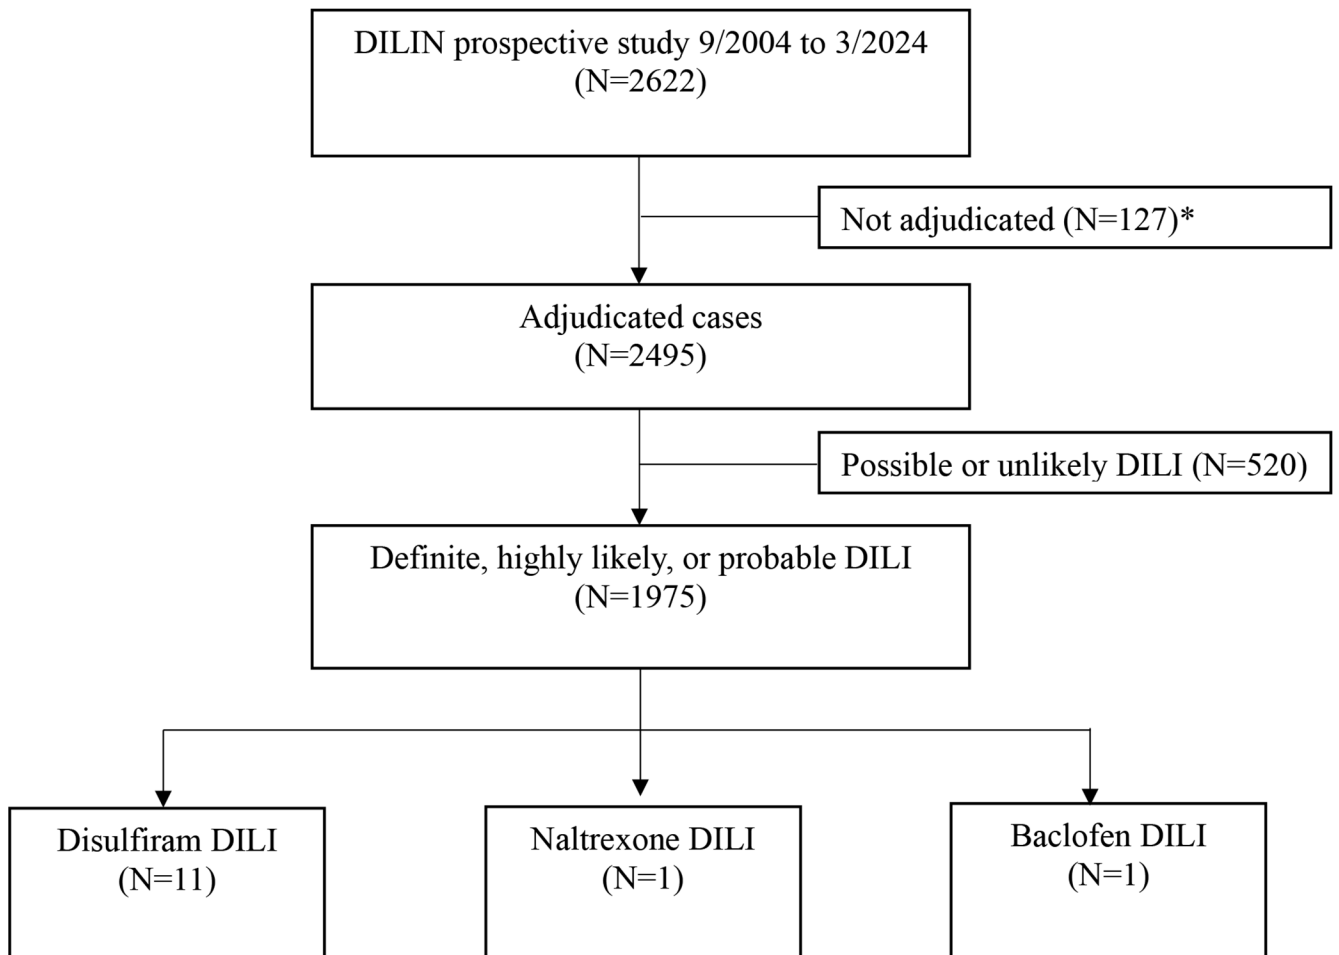 DILIN prospective study 9/2004 to 3/2024
(N=2622)
Not adjudicated (N=127)*
Adjudicated cases
(N=2495)
Possible or unlikely DILI (N=520)
Definite, highly likely, or probable DILI
(N=1975)
Disulfiram DILI
(N=11)
Naltrexone DILI
(N=1)
Baclofen DILI
(N=1)